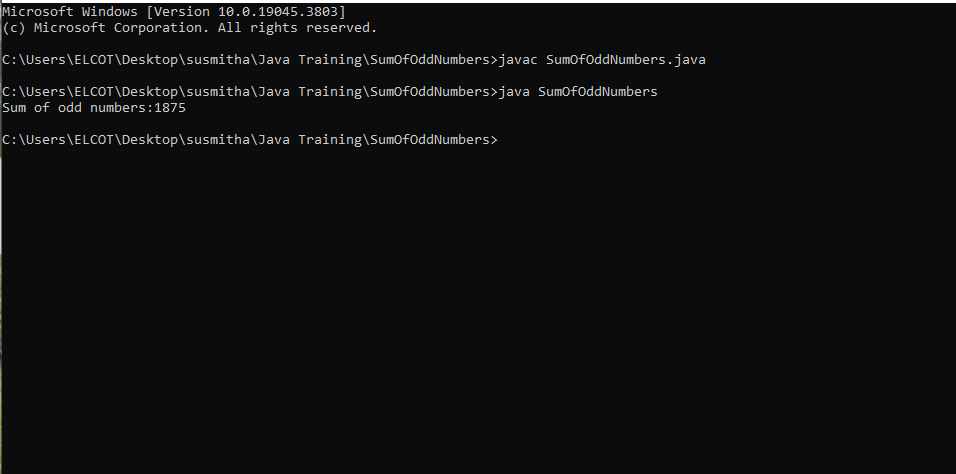 Microsoft Windows [Version 10.0.19045.3803]
(c) Microsoft Corporation. All rights reserved.
C:\Users\ELCOT\Desktop\susmitha\Java Training\SumOfOddNumbers>javac SumOfOddNumbers.java
C:\Users\ELCOT\Desktop\susmitha\Java Training\SumOfOddNumbers>java SumOfOddNumbers
Sum of odd numbers:1875
C:\Users\ELCOT\Desktop\susmitha\Java Training\SumOfOddNumbers>